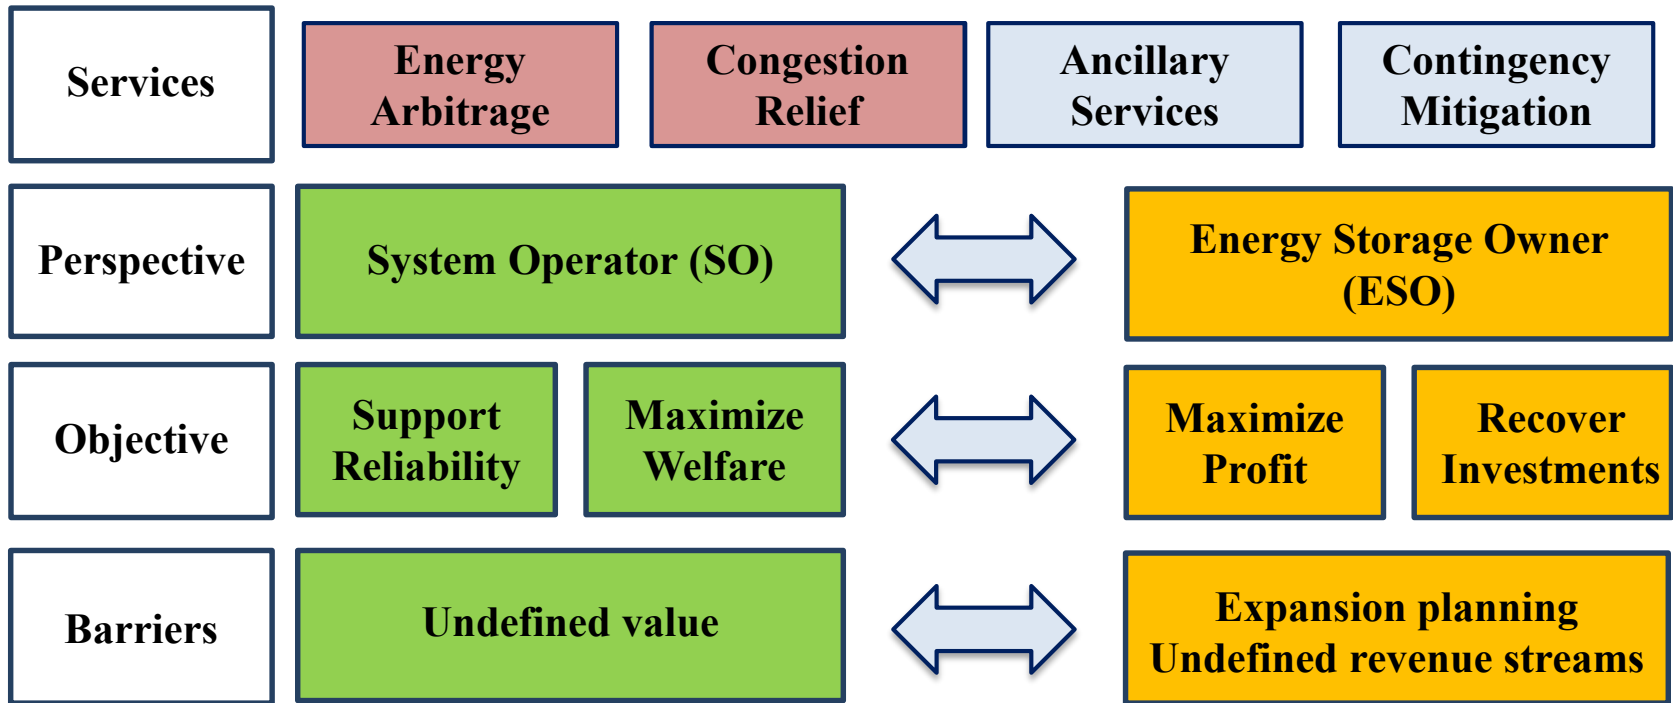 Services
Energy
Arbitrage
Congestion
Relief
Ancillary
Services
Contingency
Mitigation
Perspective
System Operator (SO)
Energy Storage Owner
(ESO)
Objective
Support
Reliability
Maximize
Welfare
Maximize
Profit
Recover
Investments
Barriers
Undefined value
Expansion planning
Undefined revenue streams